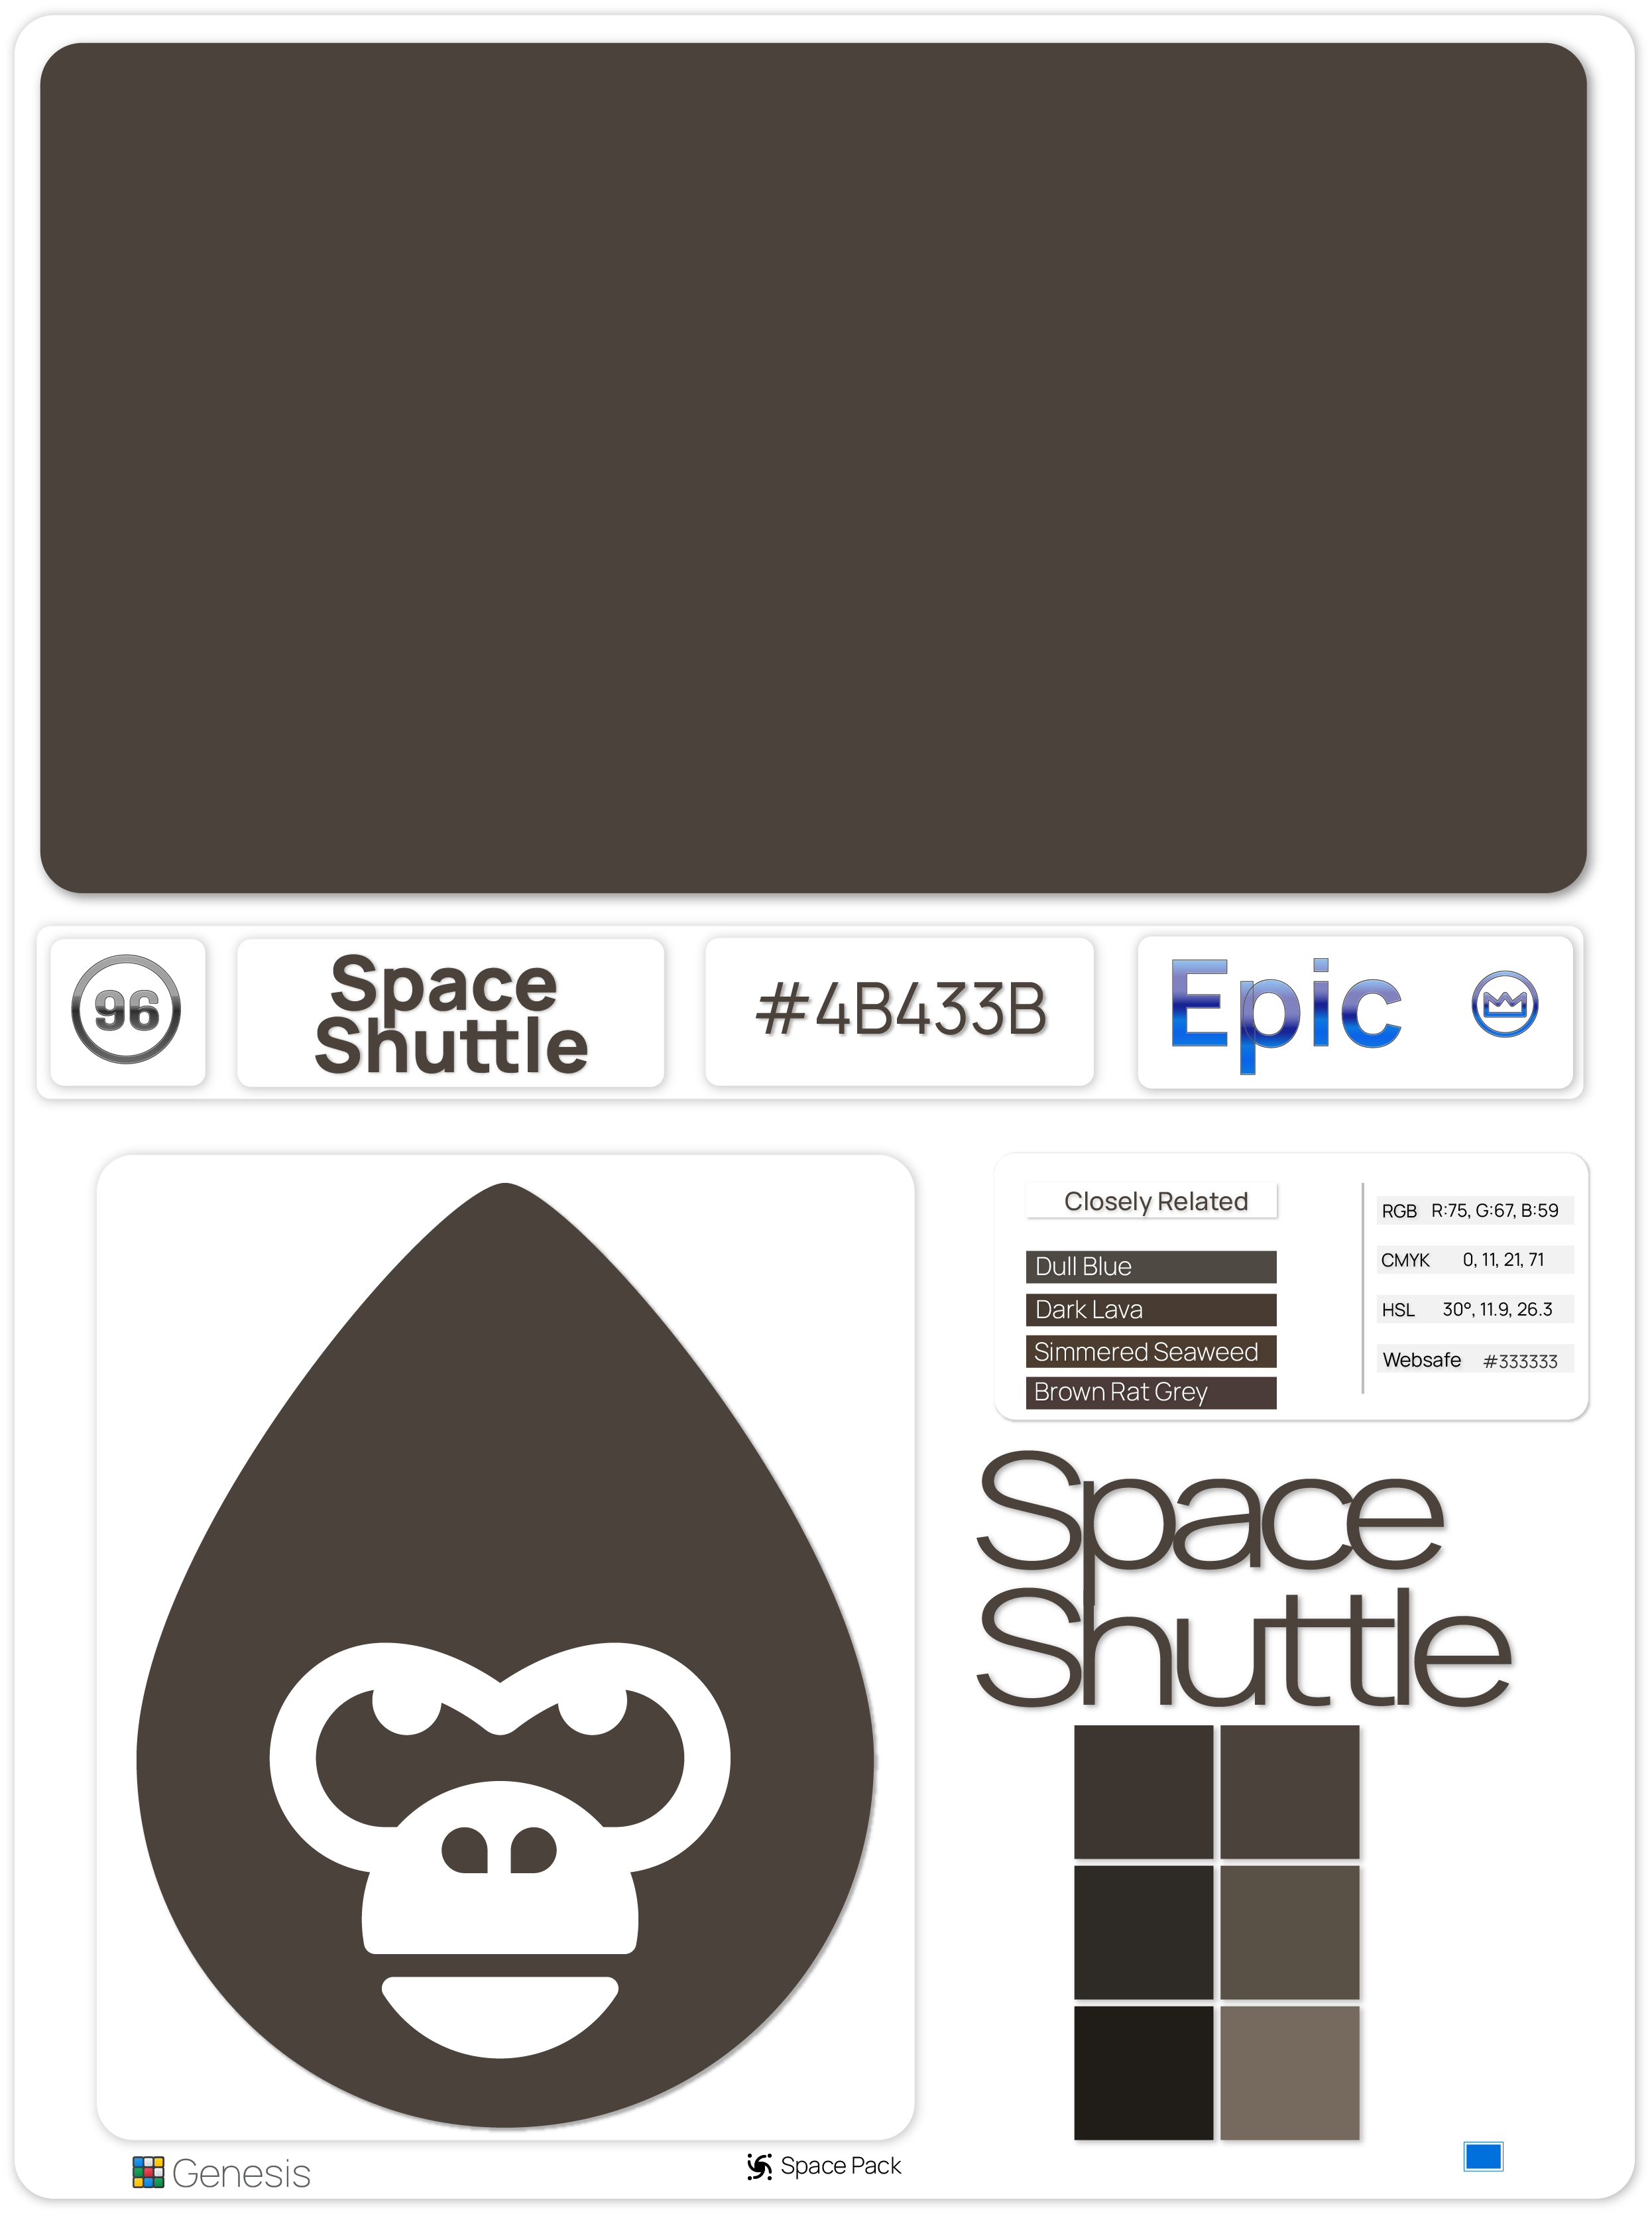 96
Space
Shuttle
#4B433B
Epic
Closely Related
Dull Blue
Dark Lava
Simmered Seaweed
Brown Rat Grey
RGB R:75, G:67, B:59
CMYK 0, 11, 21, 71
HSL 30°, 11.9, 26.3
Websafe #333333
Space
Shuttle
Genesis
Space Pack